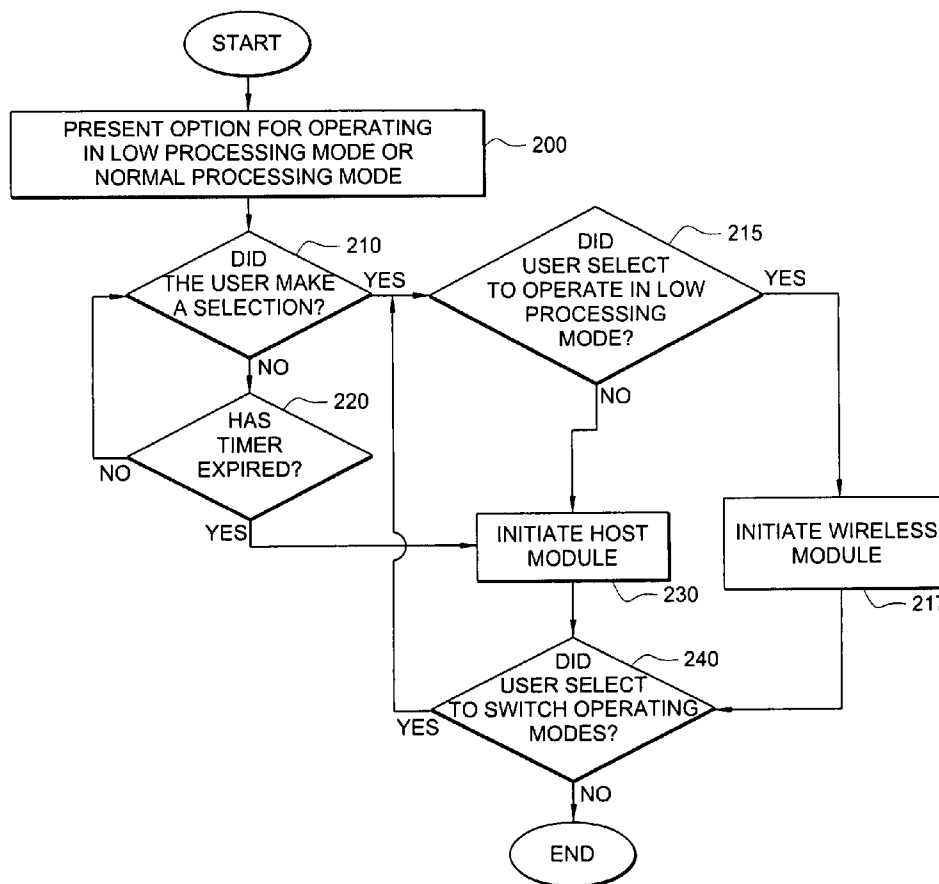 START
PRESENT OPTION FOR OPERATING
IN LOW PROCESSING MODE OR
NORMAL PROCESSING MODE
200
DID
THE USER MAKE
A SELECTION?
210
YES
NO
DID
USER SELECT
TO OPERATE IN LOW
PROCESSING
MODE?
215
YES
NO
HAS
TIMER
EXPIRED?
220
NO
YES
INITIATE HOST
MODULE
230
INITIATE WIRELESS
MODULE
217
DID
USER SELECT
TO SWITCH OPERATING
MODES?
240
YES
NO
END